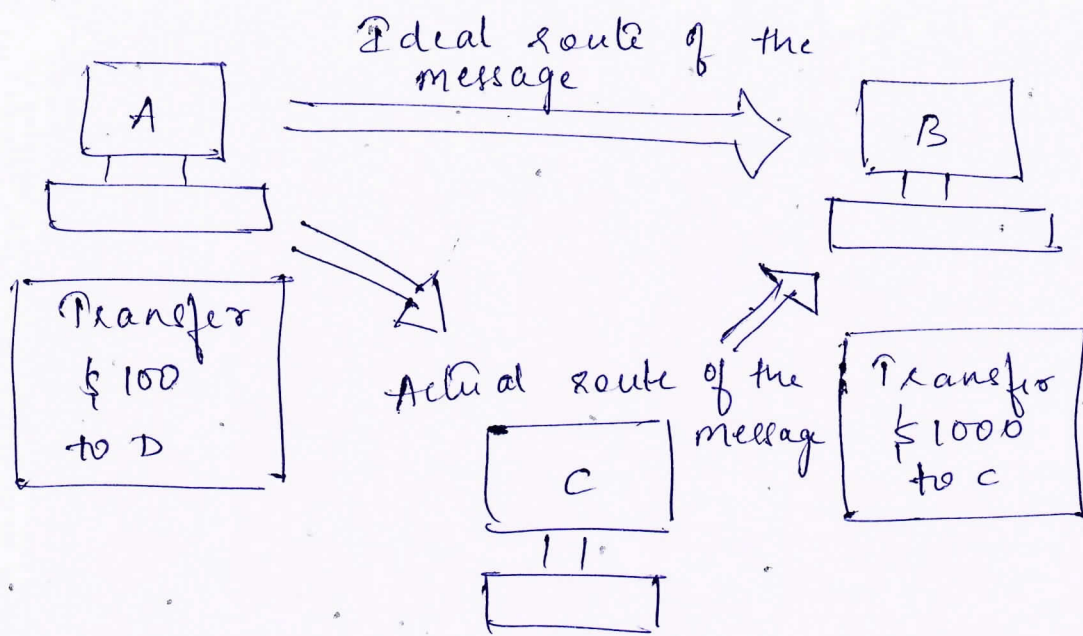 Ideal route of the
message
A
B
Transfer
$ 100
to D
Actual route of the
message
Transfer
$ 1000
to C
C